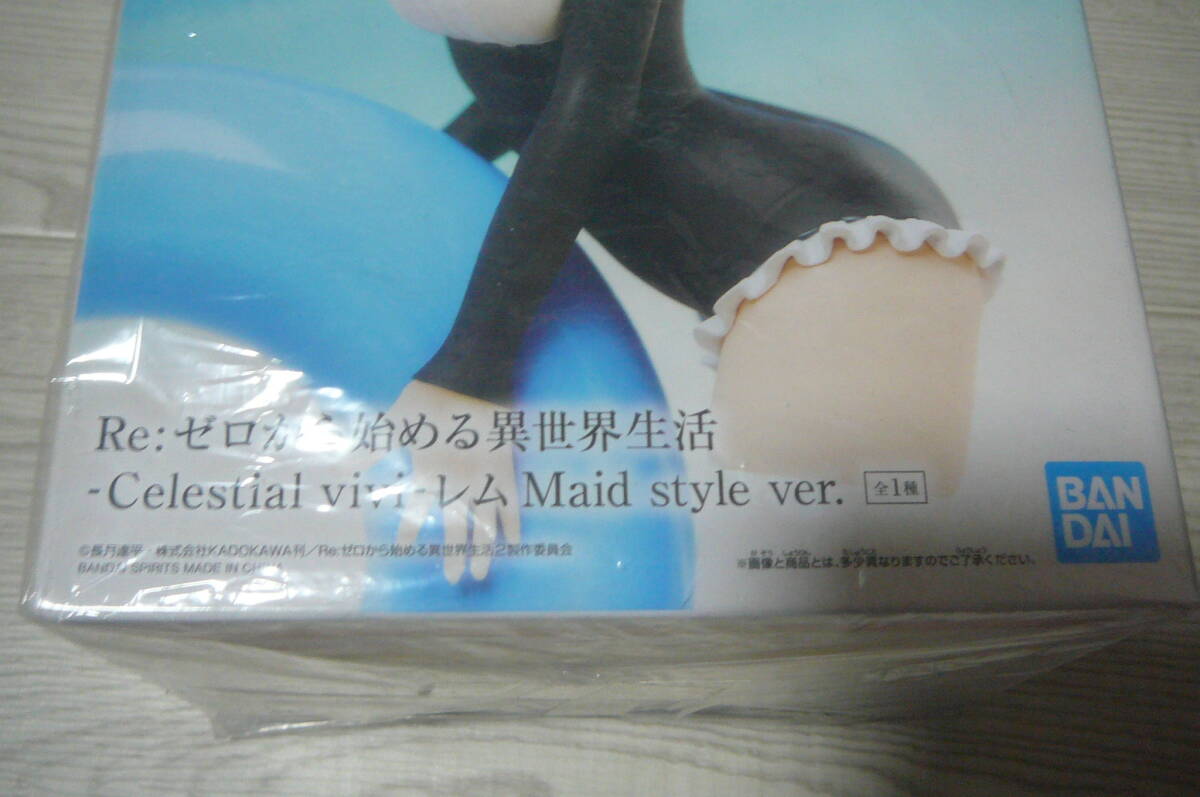 Re:ゼロから始める異世界生活
-Celestial vivi-レム Maid style ver. 全1種
©長月達平・株式会社KADOKAWA刊/Re:ゼロから始める異世界生活2製作委員会
BANDAI SPIRITS MADE IN CHINA
※画像と商品とは、多少異なりますのでご了承ください。
BAN
DAI